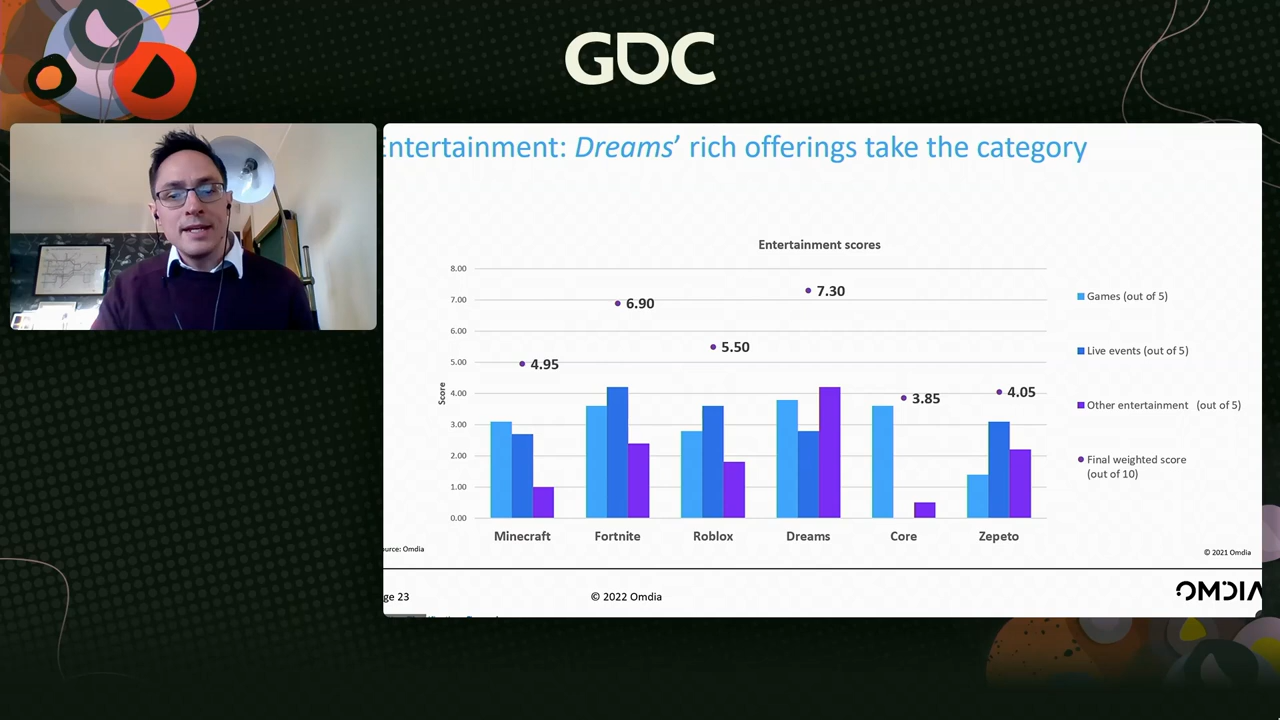 GDC
Entertainment: Dreams' rich offerings take the category
Entertainment scores
8.00
7.00
6.00
5.00
4.00
3.00
2.00
1.00
0.00
Score
4.95
6.90
5.50
7.30
3.85
4.05
Minecraft
Fortnite
Roblox
Dreams
Core
Zepeto
Games (out of 5)
Live events (out of 5)
Other entertainment (out of 5)
Final weighted score
(out of 10)
urce: Omdia
© 2021 Omdia
ge 23
© 2022 Omdia
OMDIA